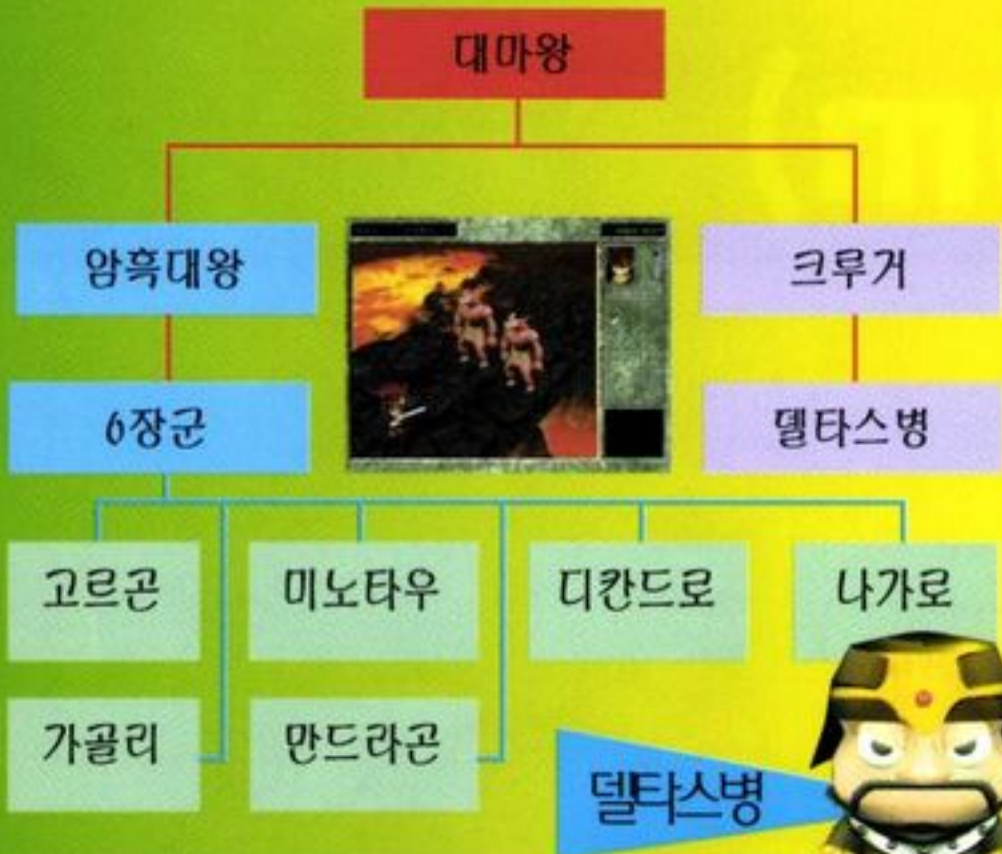 대마왕
암흑대왕
크루거
6장군
델타스병
고르곤
미노타우
디칸드로
나가로
가골리
만드라곤
델타스병